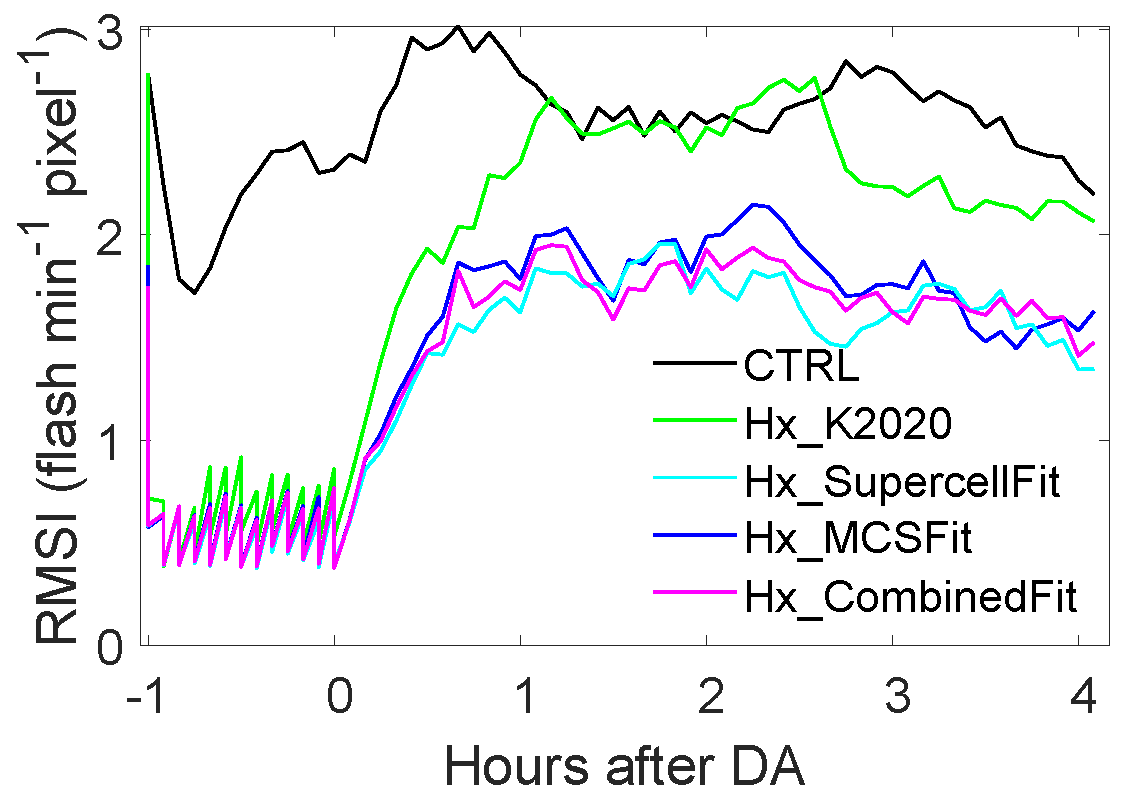 RMSI (flash min⁻¹ pixel⁻¹)
3
2
1
0
CTRL
Hx_K2020
Hx_SupercellFit
Hx_MCSFit
Hx_CombinedFit
-1 0 1 2 3 4
Hours after DA